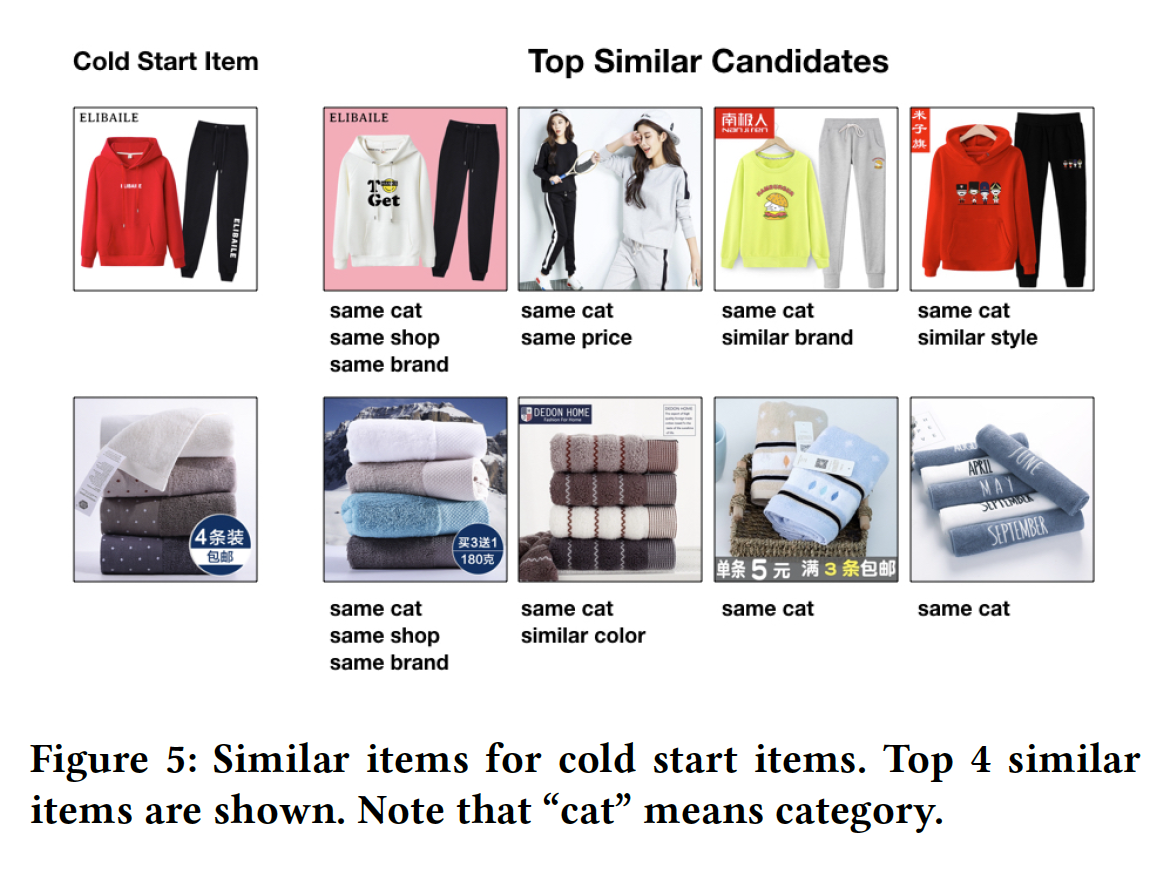 Cold Start Item
Top Similar Candidates
ELIBAILE
ELIBAILE
ELIBAILE
T
Get
南极人
NanJiren
HAMBURGER
米子旗
same cat
same shop
same brand
same cat
same price
same cat
similar brand
same cat
similar style
4条装
包邮
买3送1
180克
DEDON HOME
Fashion For Home
DEDON HOME
单条5元 满3条包邮
JUNE
APRIL
MAY
SEPTEMBER
SEPTEMBER
same cat
same shop
same brand
same cat
similar color
same cat
same cat
Figure 5: Similar items for cold start items. Top 4 similar
items are shown. Note that “cat” means category.